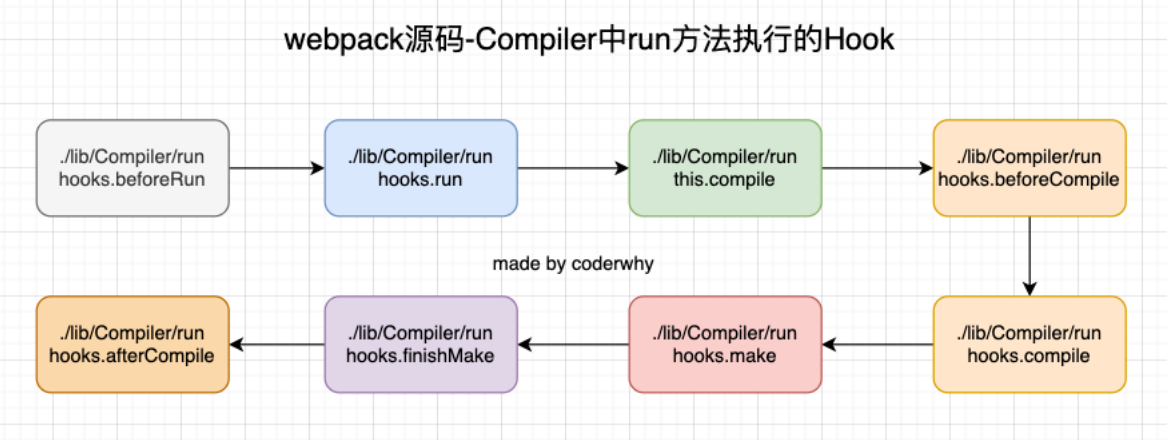 webpack源码-Compiler中run方法执行的Hook
./lib/Compiler/run
hooks.beforeRun
./lib/Compiler/run
hooks.run
./lib/Compiler/run
this.compile
./lib/Compiler/run
hooks.beforeCompile
made by coderwhy
./lib/Compiler/run
hooks.afterCompile
./lib/Compiler/run
hooks.finishMake
./lib/Compiler/run
hooks.make
./lib/Compiler/run
hooks.compile